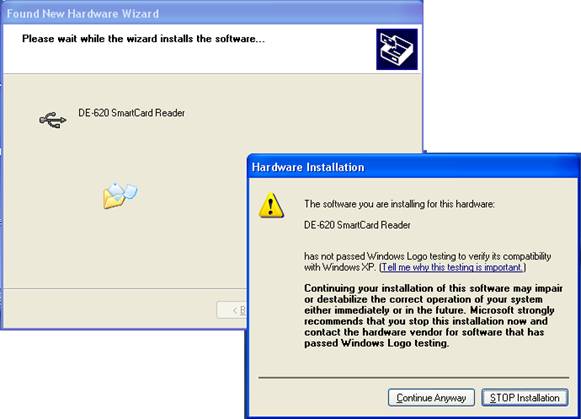 Found New Hardware Wizard
Please wait while the wizard installs the software...
DE-620 SmartCard Reader
< B
Hardware Installation
The software you are installing for this hardware:
DE-620 SmartCard Reader
has not passed Windows Logo testing to verify its compatibility
with Windows XP. (Tell me why this testing is important.)
Continuing your installation of this software may impair
or destabilize the correct operation of your system
either immediately or in the future. Microsoft strongly
recommends that you stop this installation now and
contact the hardware vendor for software that has
passed Windows Logo testing.
Continue Anyway
STOP Installation